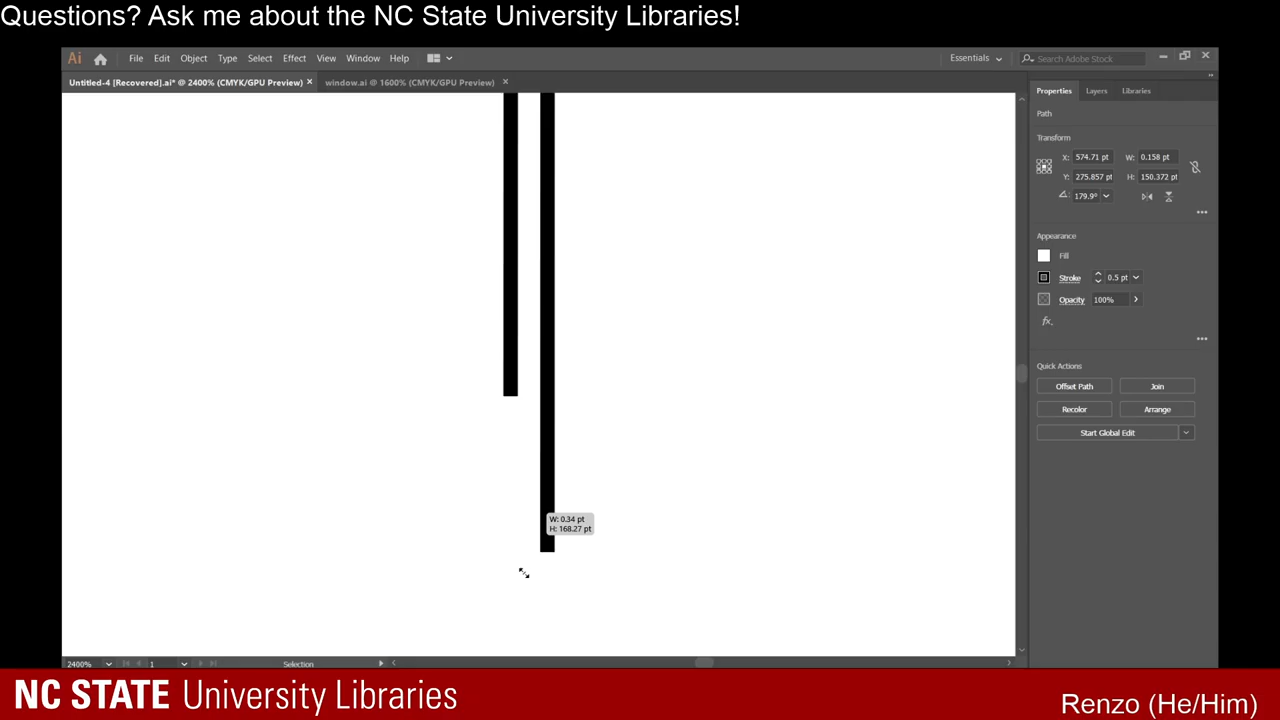 Questions? Ask me about the NC State University Libraries!
Ai File Edit Object Type Select Effect View Window Help Essentials Search Adobe Stock
Untitled-4 [Recovered].ai* @ 2400% (CMYK/GPU Preview) × window.ai @ 1600% (CMYK/GPU Preview) ×
Properties Layers Libraries
Path
Transform
X: 574.71 pt W: 0.158 pt
Y: 275.857 pt H: 150.372 pt
179.9°
Appearance
Fill
Stroke 0.5 pt
Opacity 100%
fx.
Quick Actions
Offset Path Join
Recolor Arrange
Start Global Edit
W: 0.34 pt
H: 168.27 pt
2400% 1 Selection
NC STATE University Libraries
Renzo (He/Him)